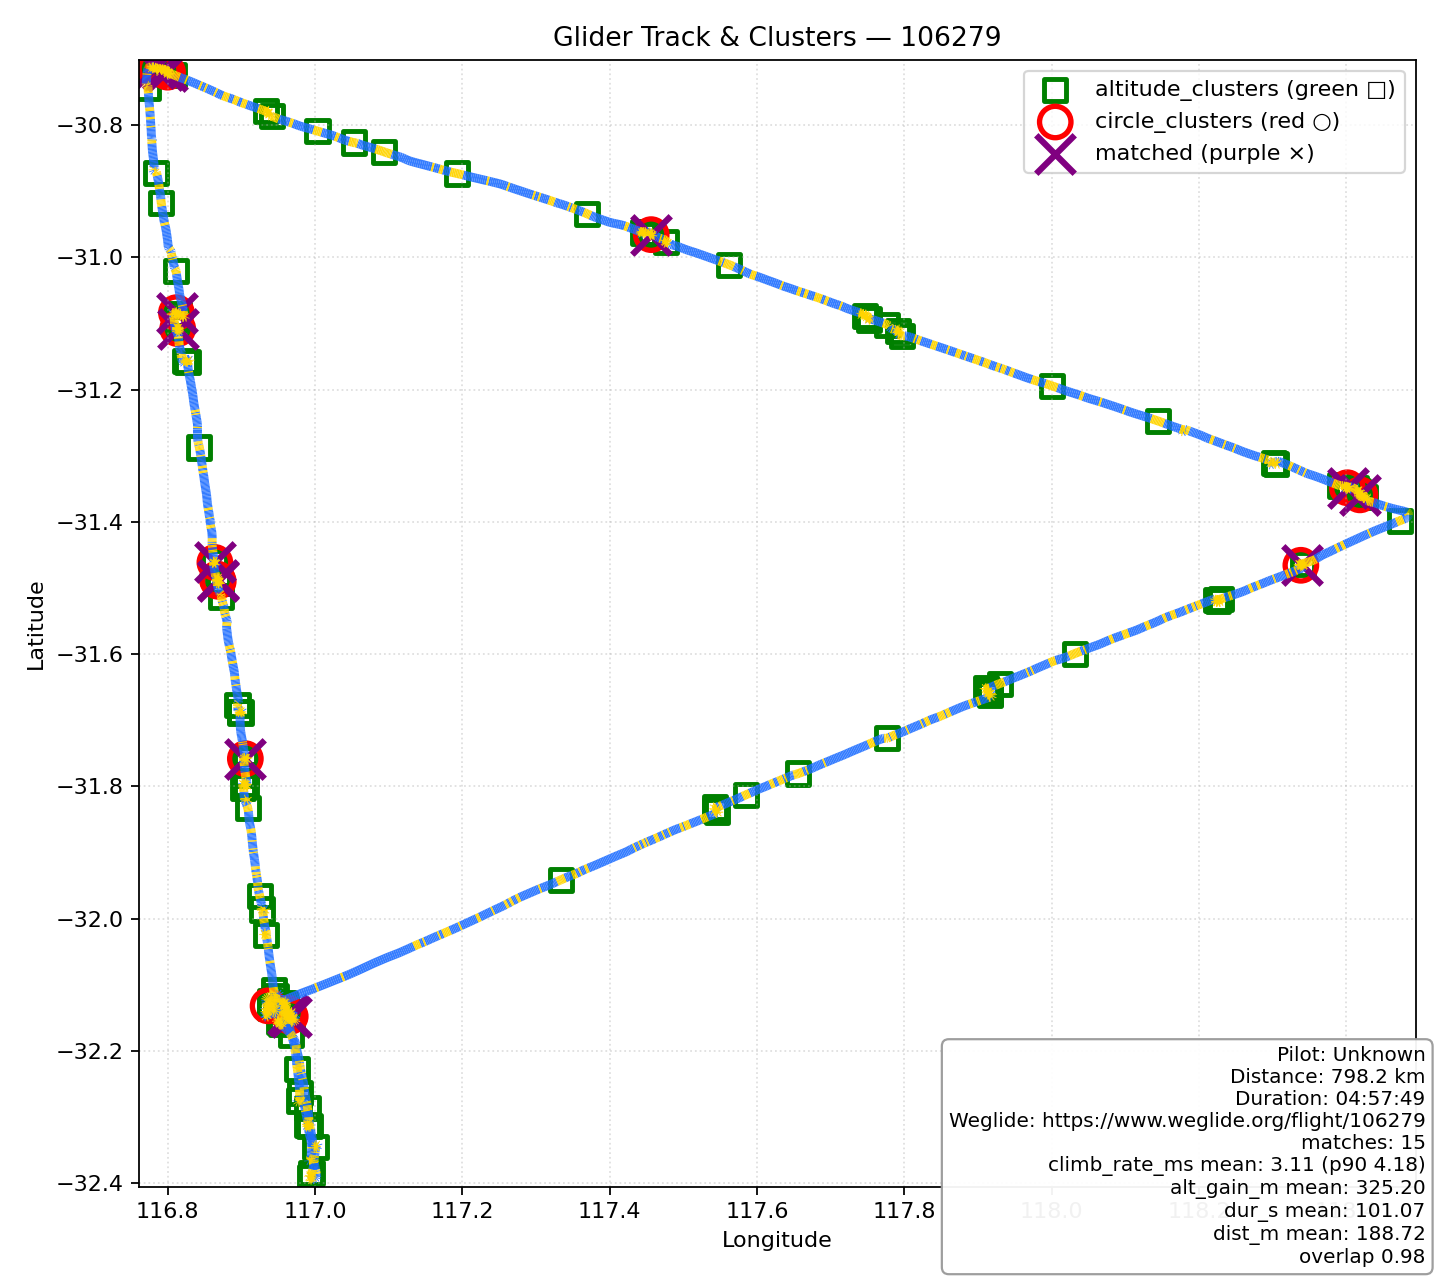 Glider Track & Clusters — 106279
altitude_clusters (green □)
circle_clusters (red ○)
matched (purple ×)
−30.8
−31.0
−31.2
−31.4
−31.6
−31.8
−32.0
−32.2
−32.4
Latitude
116.8
117.0
117.2
117.4
117.6
117.8
118.0
118.2
Longitude
Pilot: Unknown
Distance: 798.2 km
Duration: 04:57:49
Weglide: https://www.weglide.org/flight/106279
matches: 15
climb_rate_ms mean: 3.11 (p90 4.18)
alt_gain_m mean: 325.20
dur_s mean: 101.07
dist_m mean: 188.72
overlap 0.98